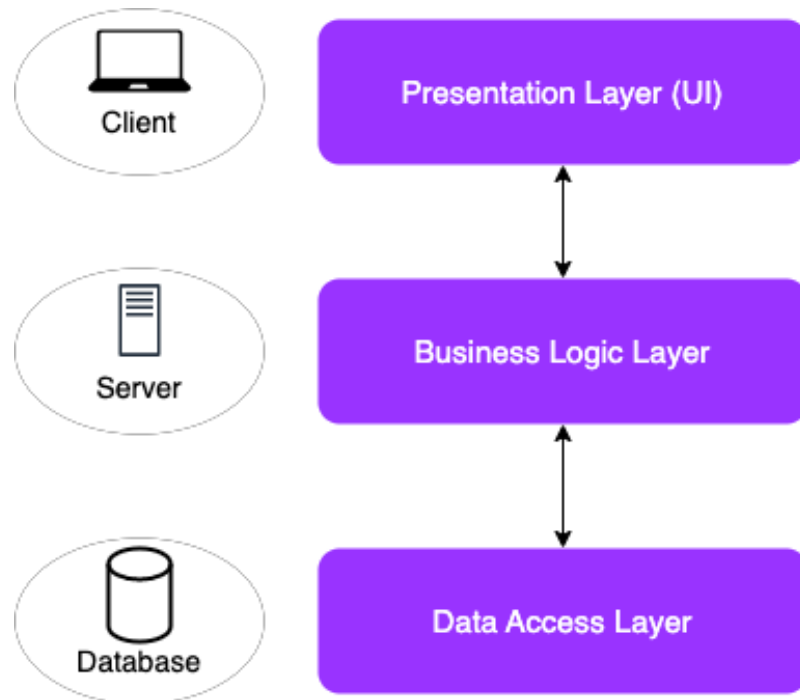 Client
Presentation Layer (UI)
Server
Business Logic Layer
Database
Data Access Layer